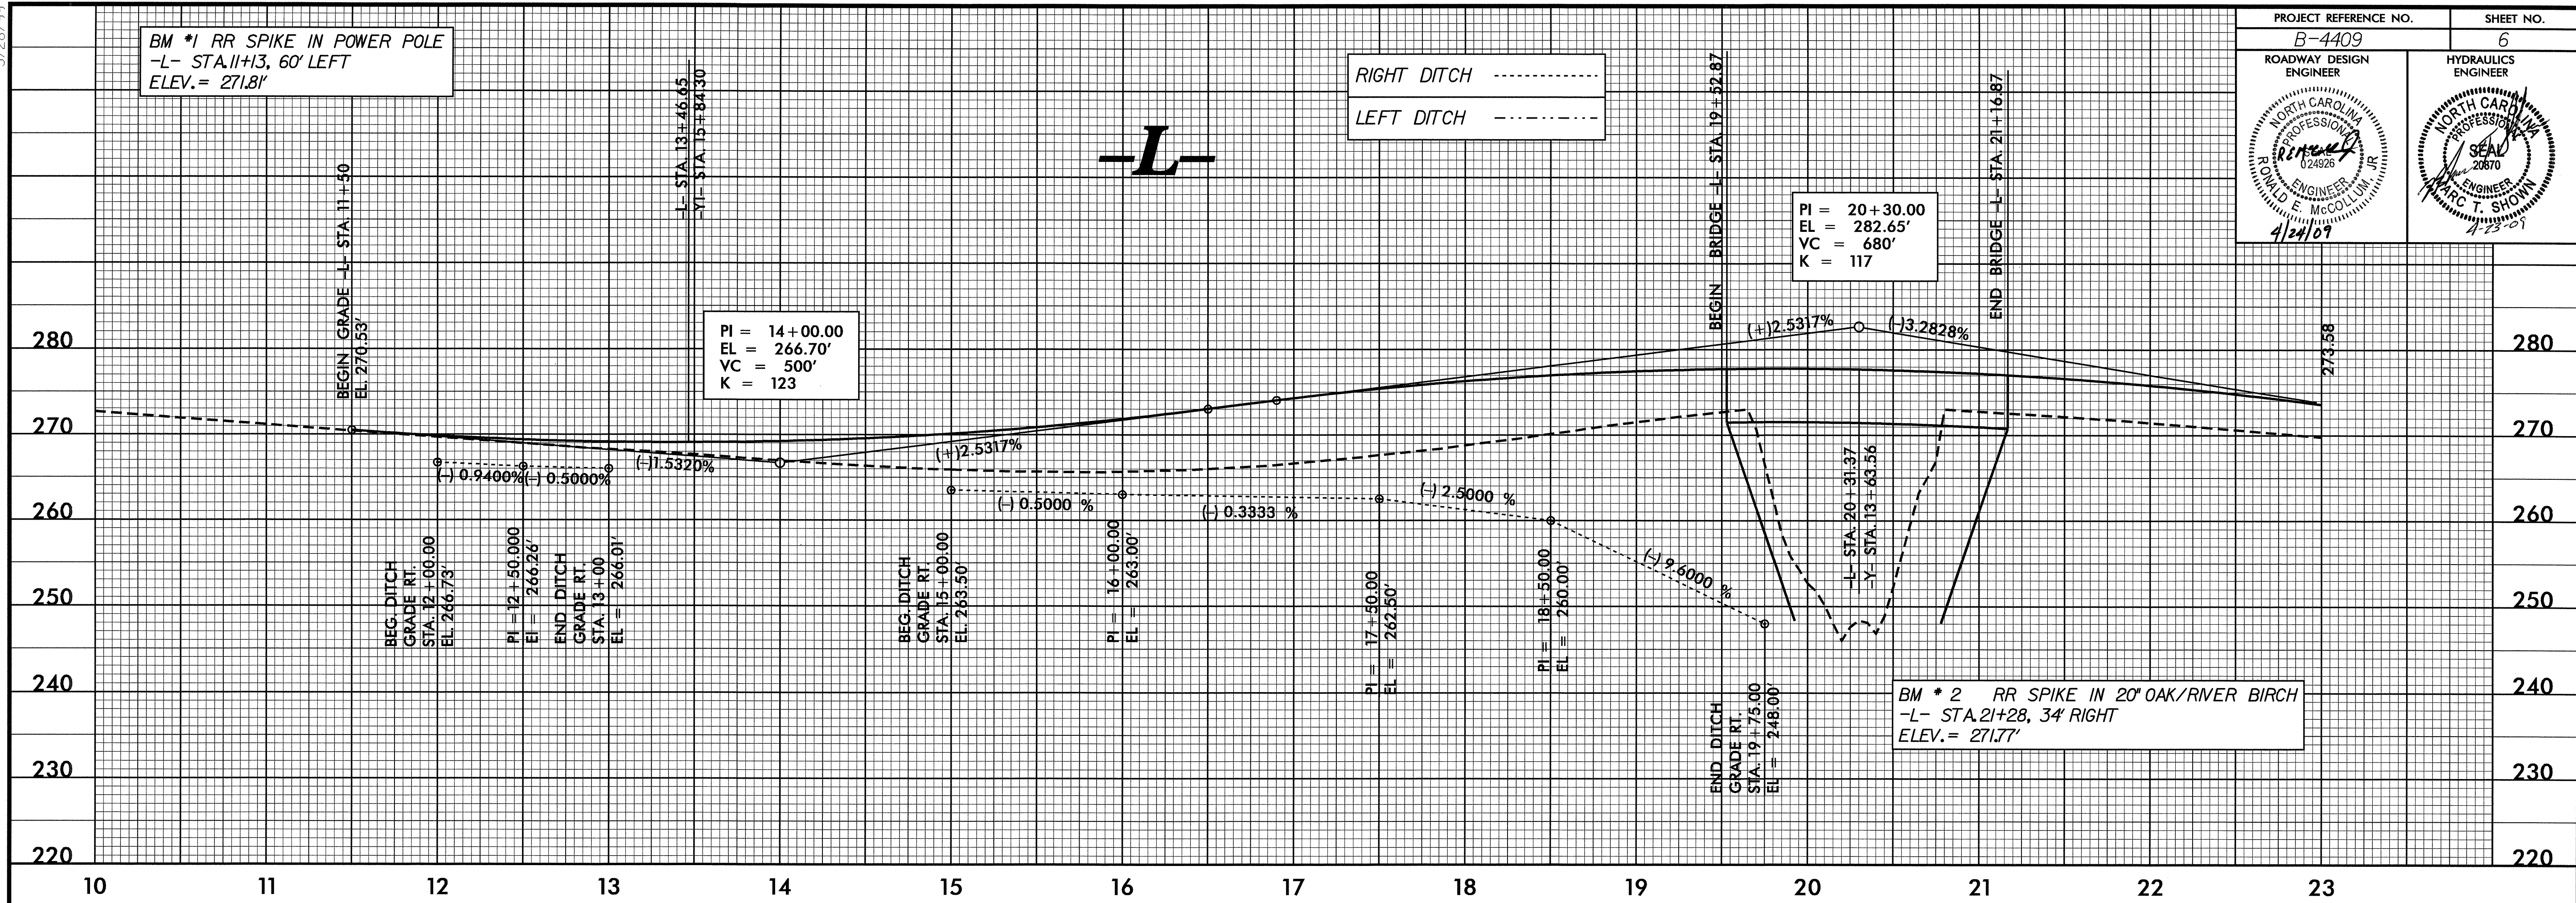 BM #1 RR SPIKE IN POWER POLE
-L- STA.11+13, 60' LEFT
ELEV.= 271.81'
RIGHT DITCH
LEFT DITCH
-L-
PROJECT REFERENCE NO.
SHEET NO.
B-4409
6
ROADWAY DESIGN
ENGINEER
HYDRAULICS
ENGINEER
NORTH CAROLINA
PROFESSIONAL
SEAL
024926
ENGINEER
RONALD E. McCOLLUM, JR
4/24/09
NORTH CAROLINA
PROFESSIONAL
SEAL
20870
ENGINEER
MARC T. SHOWN
4-23-09
BEGIN GRADE -L- STA. 11+50
EL. 270.53'
-L- STA. 13+46.65
-Y1- STA. 15+84.30
BEGIN BRIDGE -L- STA. 19+52.87
END BRIDGE -L- STA. 21+16.87
PI = 14+00.00
EL = 266.70'
VC = 500'
K = 123
PI = 20+30.00
EL = 282.65'
VC = 680'
K = 117
(+)2.5317%
(-)3.2828%
273.58
(-) 0.9400%
(-) 0.5000%
(-)1.5320%
(+)2.5317%
(-) 0.5000 %
(-) 0.3333 %
(-) 2.5000 %
(-) 9.6000 %
-L- STA. 20+31.37
-Y- STA. 13+63.56
BEG. DITCH
GRADE RT.
STA. 12+00.00
EL. 266.73'
PI =12+50.000
El = 266.26'
END DITCH
GRADE RT.
STA. 13+00
EL = 266.01'
BEG. DITCH
GRADE RT.
STA. 15+00.00
EL. 263.50'
PI = 16+00.00
EL = 263.00'
PI = 17+50.00
EL = 262.50'
PI = 18+50.00
EL = 260.00'
END DITCH
GRADE RT.
STA. 19+75.00
EL = 248.00'
BM # 2 RR SPIKE IN 20" OAK/RIVER BIRCH
-L- STA.21+28, 34' RIGHT
ELEV.= 271.77'
280
270
260
250
240
230
220
280
270
260
250
240
230
220
10 11 12 13 14 15 16 17 18 19 20 21 22 23